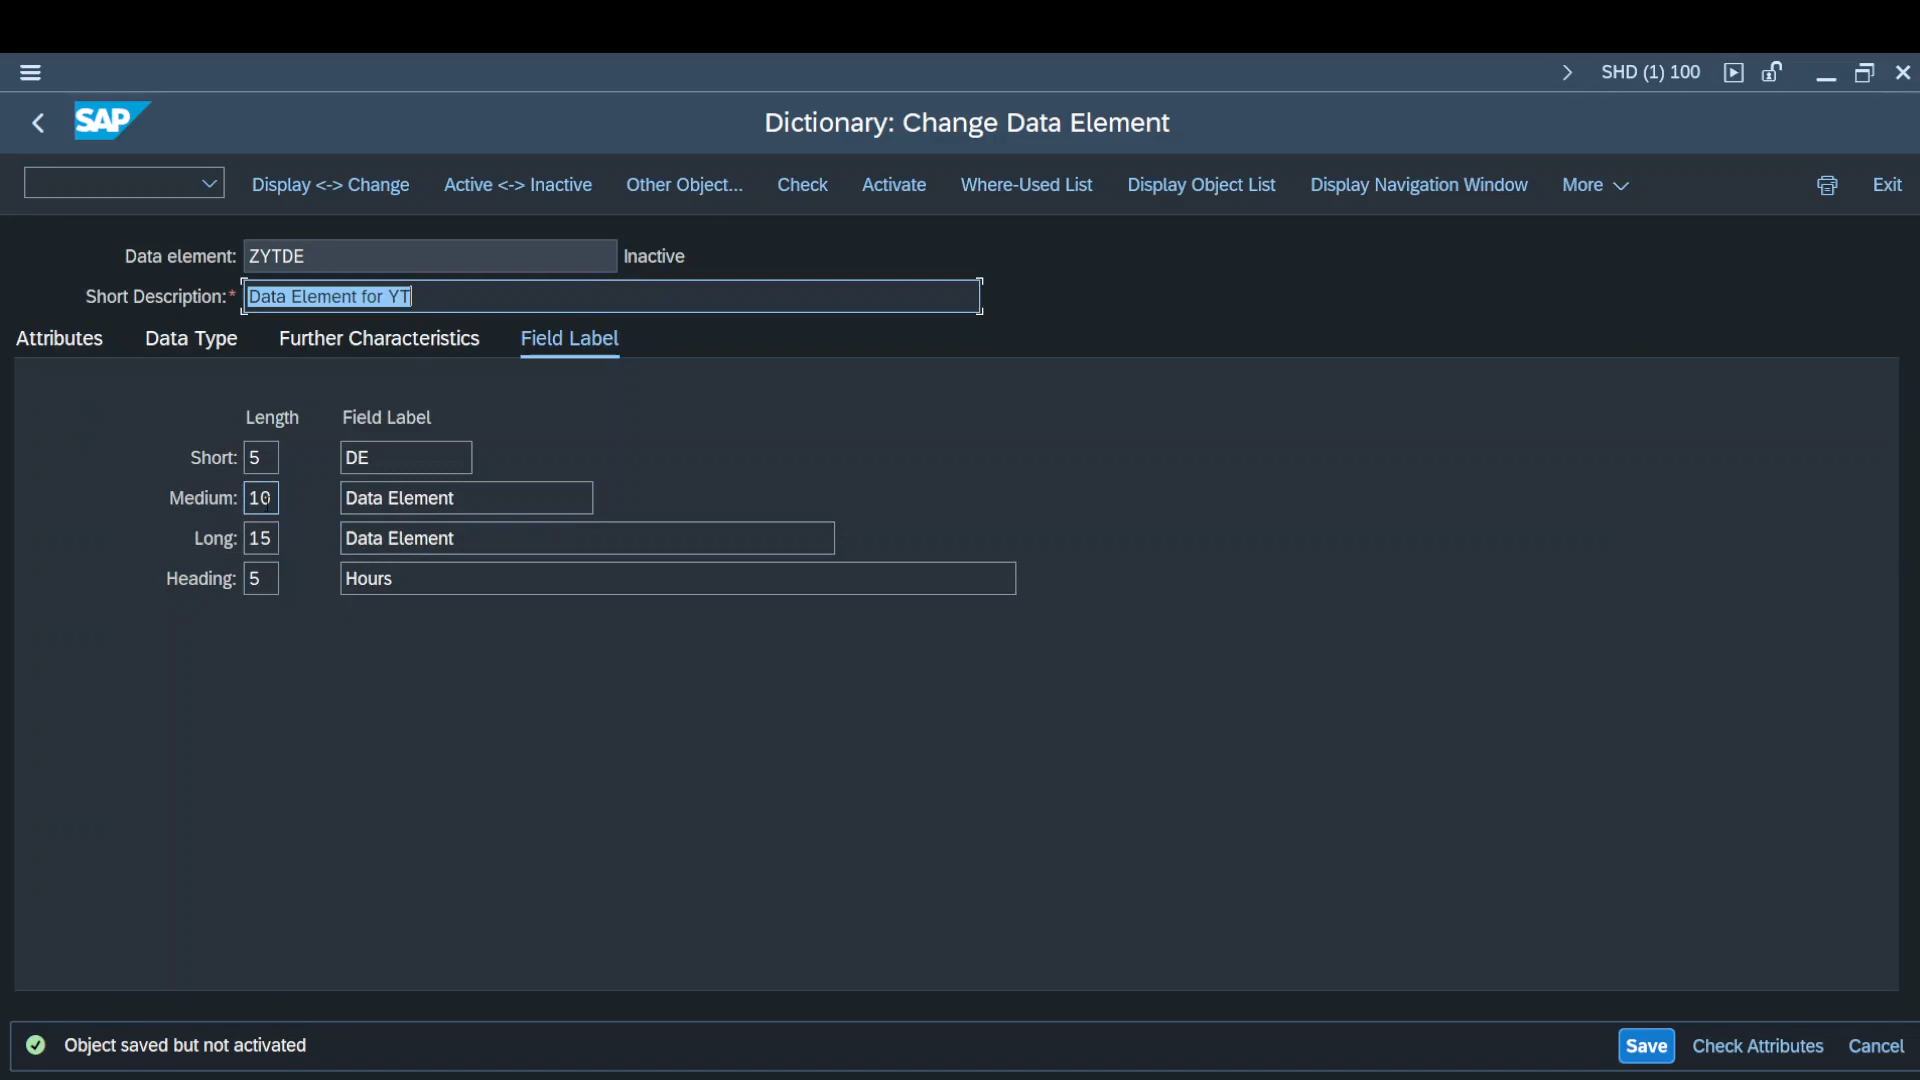 SHD (1) 100
SAP
Dictionary: Change Data Element
Display <-> Change Active <-> Inactive Other Object... Check Activate Where-Used List Display Object List Display Navigation Window More Exit
Data element: ZYTDE Inactive
Short Description:* Data Element for YT
Attributes Data Type Further Characteristics Field Label
Length Field Label
Short: 5 DE
Medium: 10 Data Element
Long: 15 Data Element
Heading: 5 Hours
Object saved but not activated Save Check Attributes Cancel